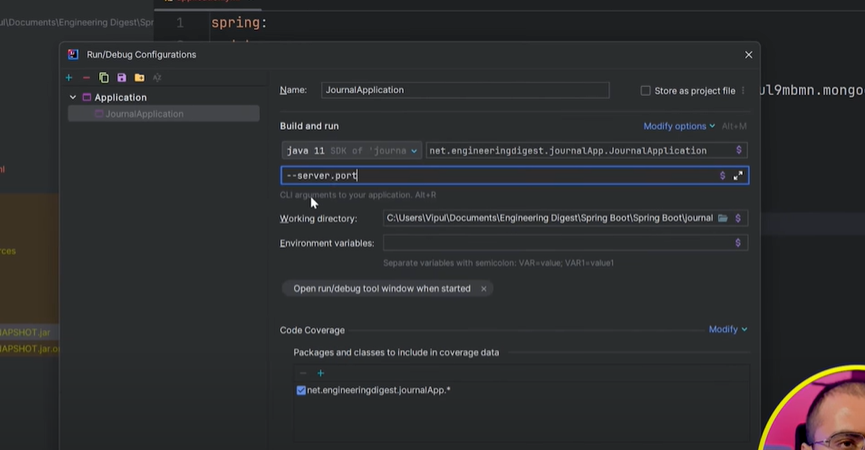 ul\Documents\Engineering Digest\Spr
1 spring:
Run/Debug Configurations
Application
JournalApplication
Name: JournalApplication
Store as project file
ul9mbmn.mongo
Build and run
Modify options Alt+M
java 11 SDK of 'journa
net.engineeringdigest.journalApp.JournalApplication
--server.port
CLI arguments to your application. Alt+R
Working directory: C:\Users\Vipul\Documents\Engineering Digest\Spring Boot\Spring Boot\journal
Environment variables:
Separate variables with semicolon: VAR=value; VAR1=value1
Open run/debug tool window when started
Code Coverage
Modify
Packages and classes to include in coverage data
net.engineeringdigest.journalApp.*
ml
rces
APSHOT.jar
APSHOT.jar.o